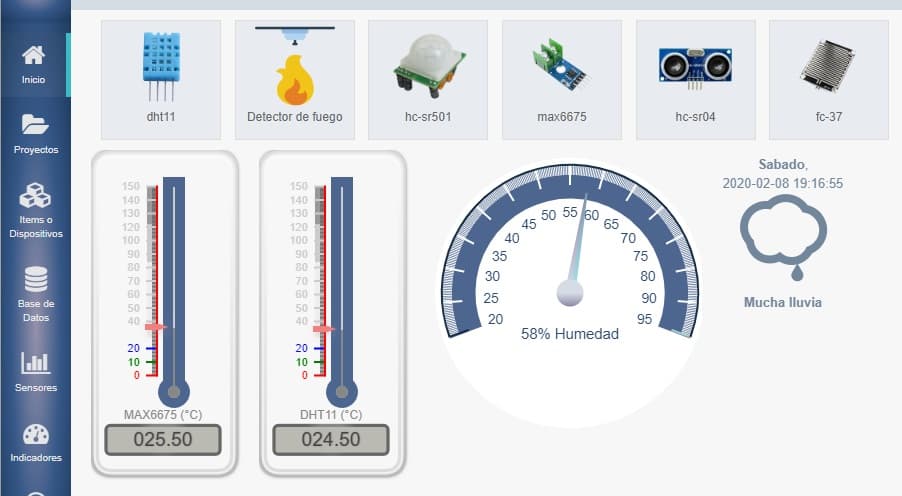 Inicio
Proyectos
Items o
Dispositivos
Base de
Datos
Sensores
Indicadores
dht11
Detector de fuego
hc-sr501
max6675
hc-sr04
fc-37
150
140
130
120
100
90
80
70
60
50
40
20
10
0
MAX6675 (°C)
025.50
150
140
130
120
100
90
80
70
60
50
40
20
10
0
DHT11 (°C)
024.50
20
25
30
35
40
45
50
55
60
65
70
75
80
90
95
58% Humedad
Sabado,
2020-02-08 19:16:55
Mucha lluvia